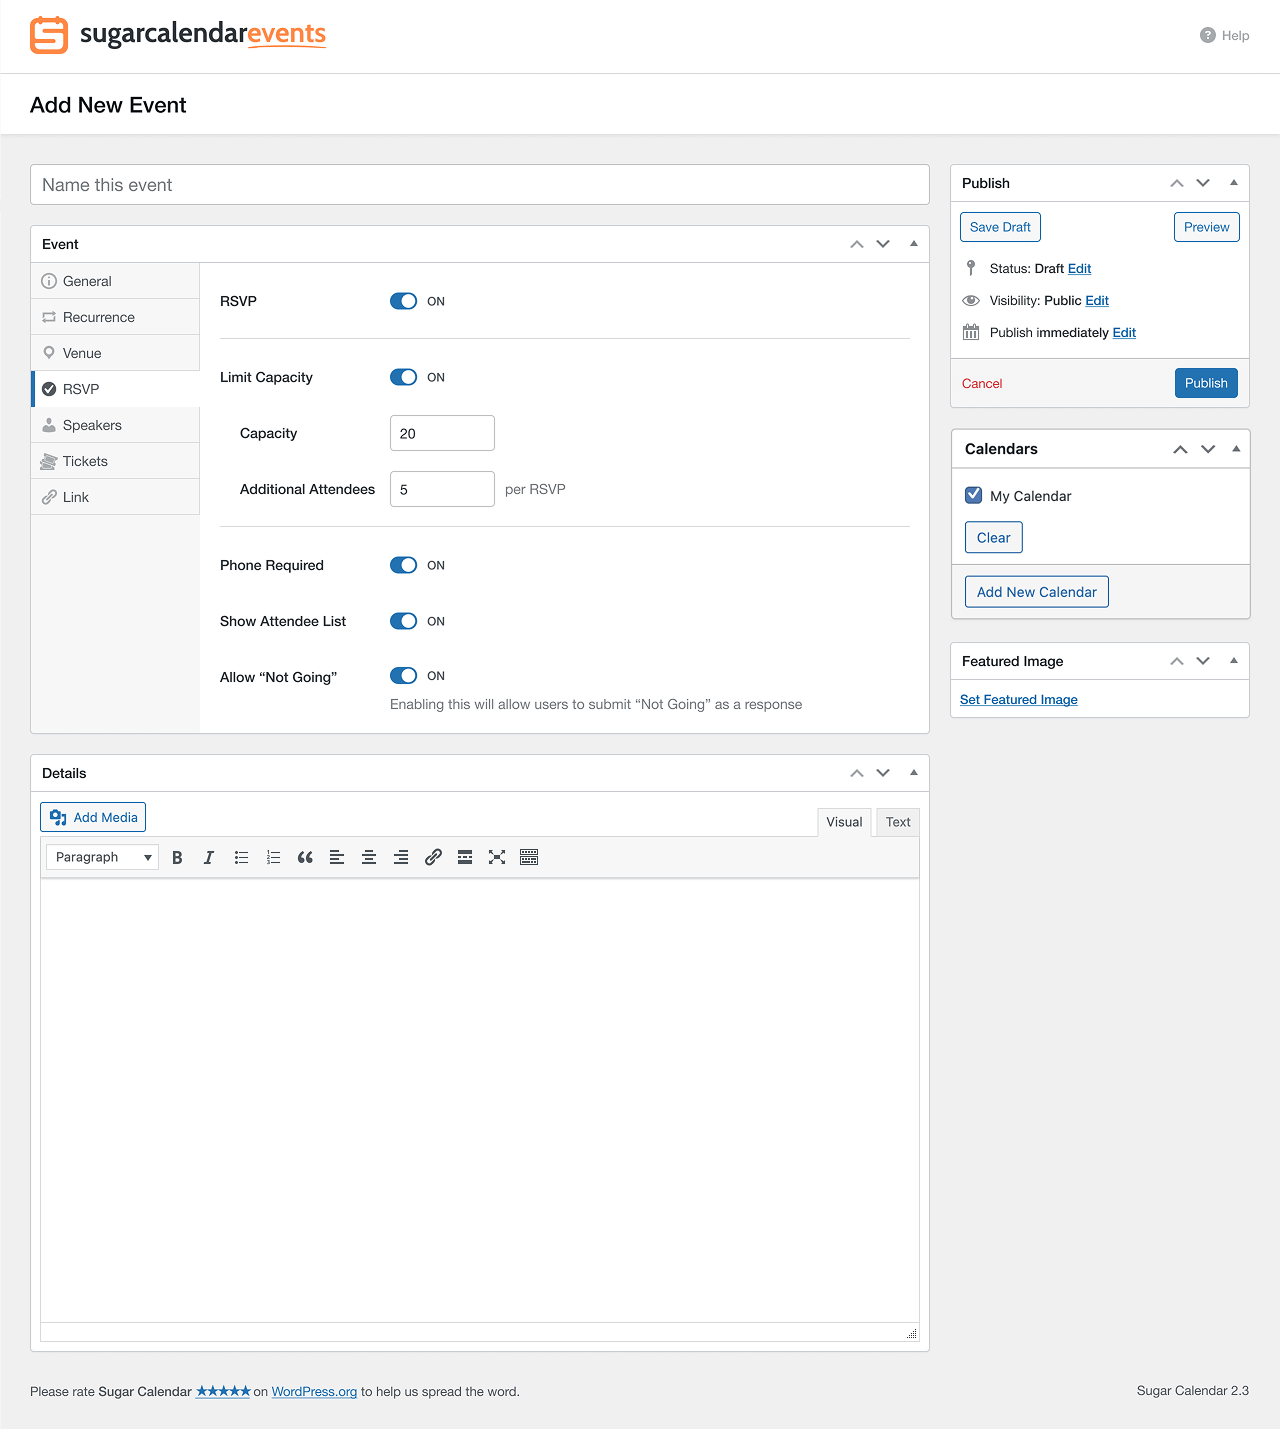 sugarcalendarevents
Help
Add New Event
Name this event
Event
General
Recurrence
Venue
RSVP
Speakers
Tickets
Link
RSVP ON
Limit Capacity ON
Capacity 20
Additional Attendees 5 per RSVP
Phone Required ON
Show Attendee List ON
Allow “Not Going” ON
Enabling this will allow users to submit “Not Going” as a response
Details
Add Media
Visual Text
Paragraph
Publish
Save Draft Preview
Status: Draft Edit
Visibility: Public Edit
Publish immediately Edit
Cancel Publish
Calendars
My Calendar
Clear
Add New Calendar
Featured Image
Set Featured Image
Please rate Sugar Calendar ★★★★★ on WordPress.org to help us spread the word.
Sugar Calendar 2.3